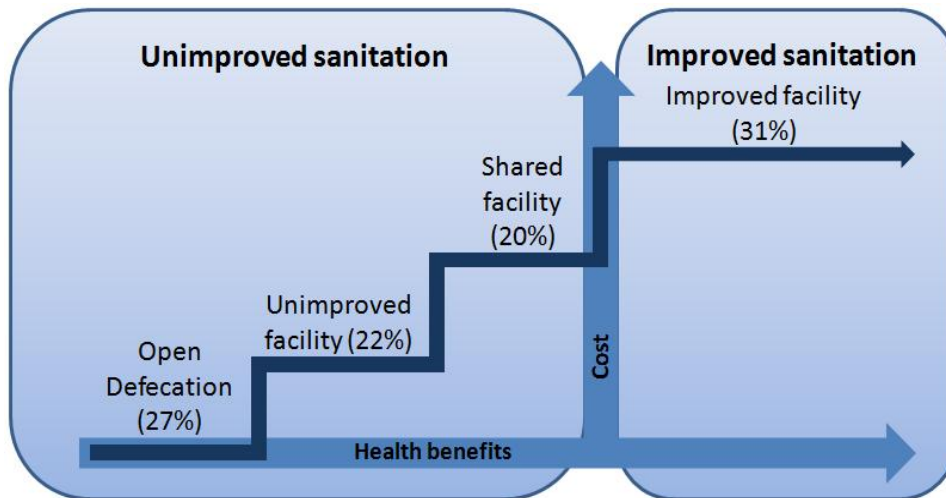 Unimproved sanitation
Improved sanitation
Improved facility
(31%)
Shared
facility
(20%)
Unimproved
facility (22%)
Open
Defecation
(27%)
Cost
Health benefits